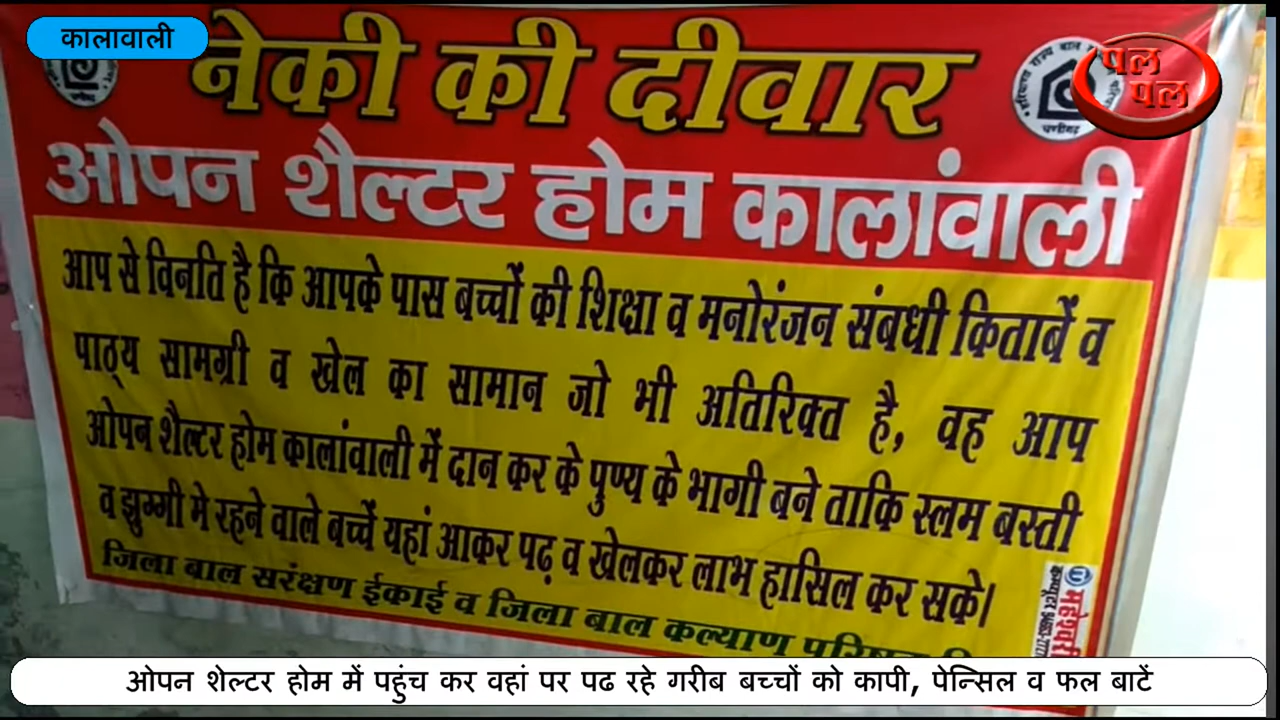 कालावाली
पल
पल
नेकी की दीवार
ओपन शैल्टर होम कालांवाली
आप से विनति है कि आपके पास बच्चों की शिक्षा व मनोरंजन संबधी किताबें व
पाठ्य सामग्री व खेल का सामान जो भी अतिरिक्त है, वह आप
ओपन शैल्टर होम कालांवाली में दान कर के पुण्य के भागी बने ताकि स्लम बस्ती
व झुग्गी मे रहने वाले बच्चें यहां आकर पढ़ व खेलकर लाभ हासिल कर सके।
जिला बाल सरंक्षण ईकाई व जिला बाल कल्याण
चण्डीगढ़
ओपन शेल्टर होम में पहुंच कर वहां पर पढ रहे गरीब बच्चों को कापी, पेन्सिल व फल बाटें